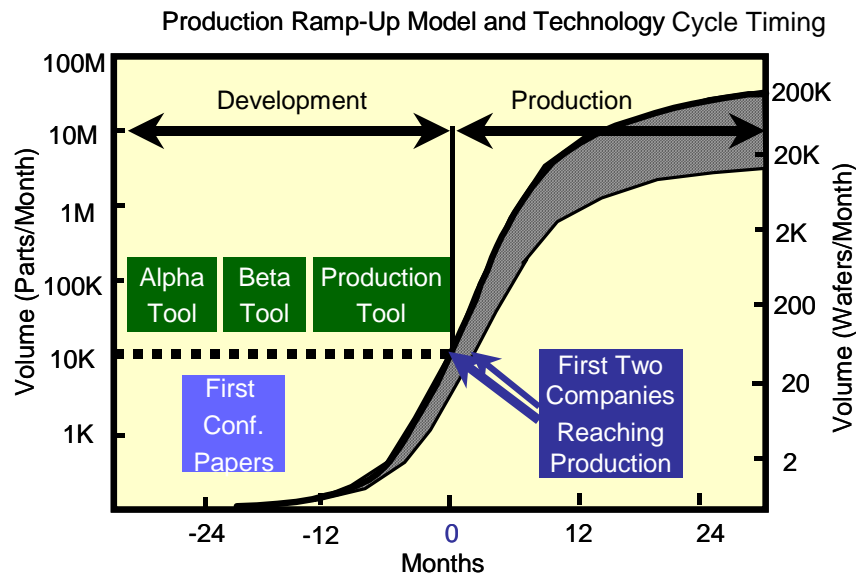 Production Ramp-Up Model and Technology Cycle Timing
Volume (Parts/Month)
100M
10M
1M
100K
10K
1K
Development
Production
Alpha
Tool
Beta
Tool
Production
Tool
First
Conf.
Papers
First Two
Companies
Reaching
Production
200K
20K
2K
200
20
2
Volume (Wafers/Month)
-24
-12
0
12
24
Months